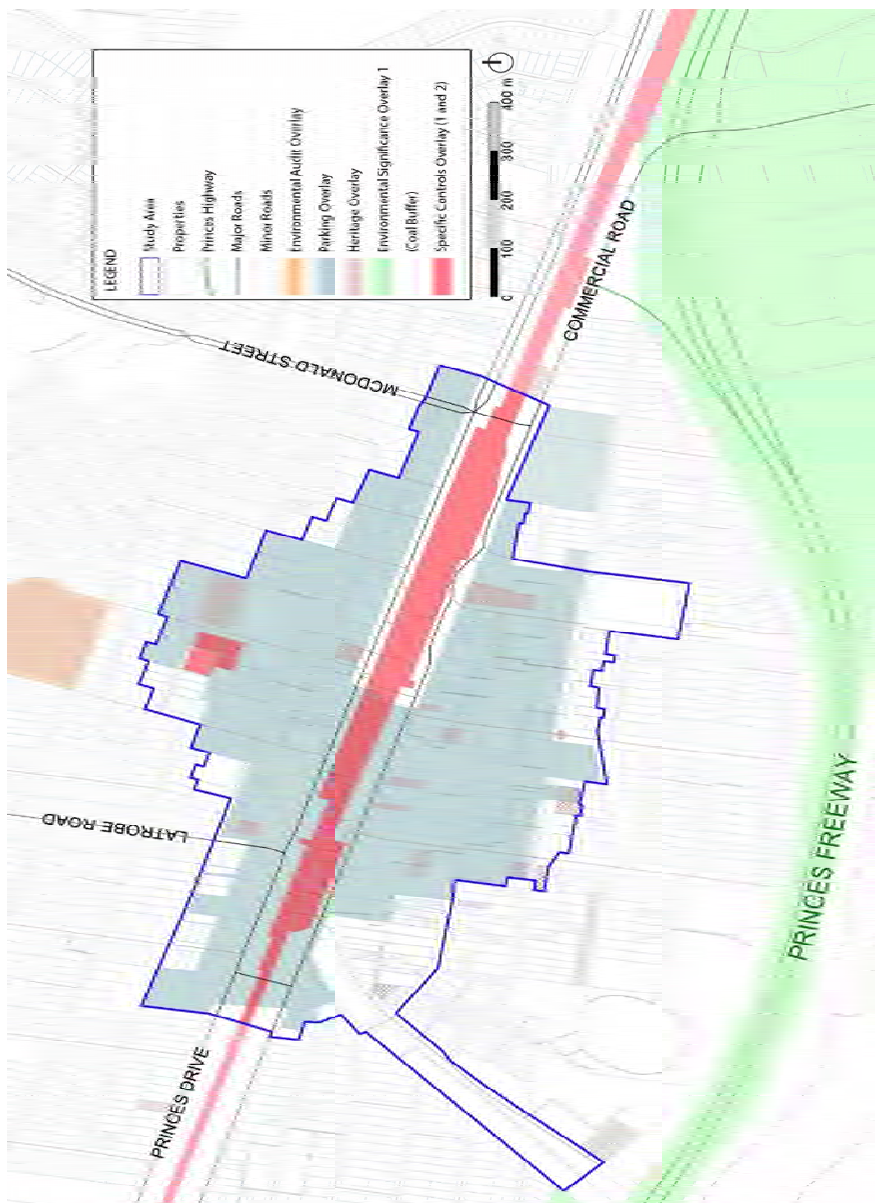 LEGEND
Study Area
Properties
Princes Highway
Major Roads
Minor Roads
Environmental Audit Overlay
Parking Overlay
Heritage Overlay
Environmental Significance Overlay 1
(Coal Buffer)
Specific Controls Overlay (1 and 2)
0 100 200 300 400 m
MCDONALD STREET
COMMERCIAL ROAD
LATROBE ROAD
PRINCES DRIVE
PRINCES FREEWAY